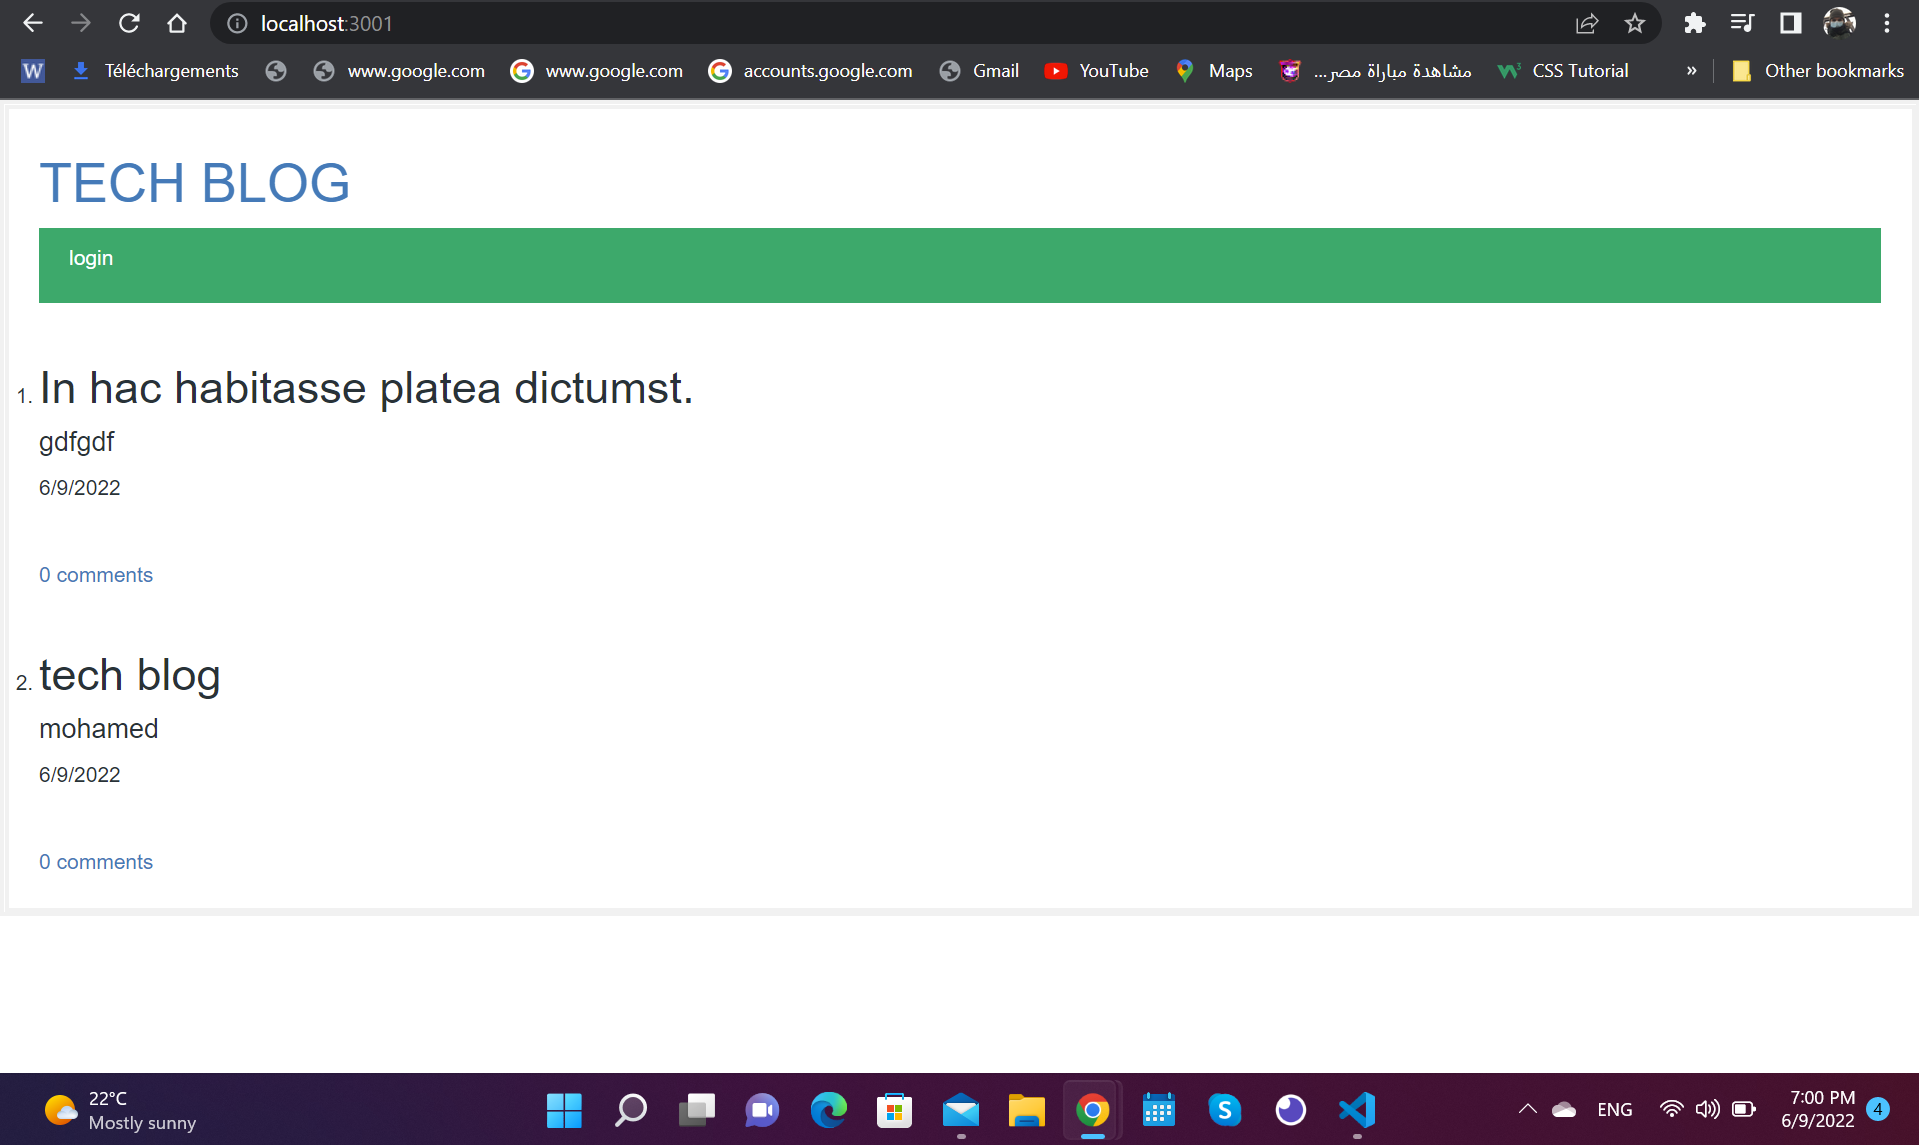 localhost:3001
W Téléchargements www.google.com www.google.com accounts.google.com Gmail YouTube Maps مشاهدة مباراة مصر... CSS Tutorial » Other bookmarks
TECH BLOG
login
1. In hac habitasse platea dictumst.
gdfgdf
6/9/2022
0 comments
2. tech blog
mohamed
6/9/2022
0 comments
22°C
Mostly sunny
ENG
7:00 PM
6/9/2022
4